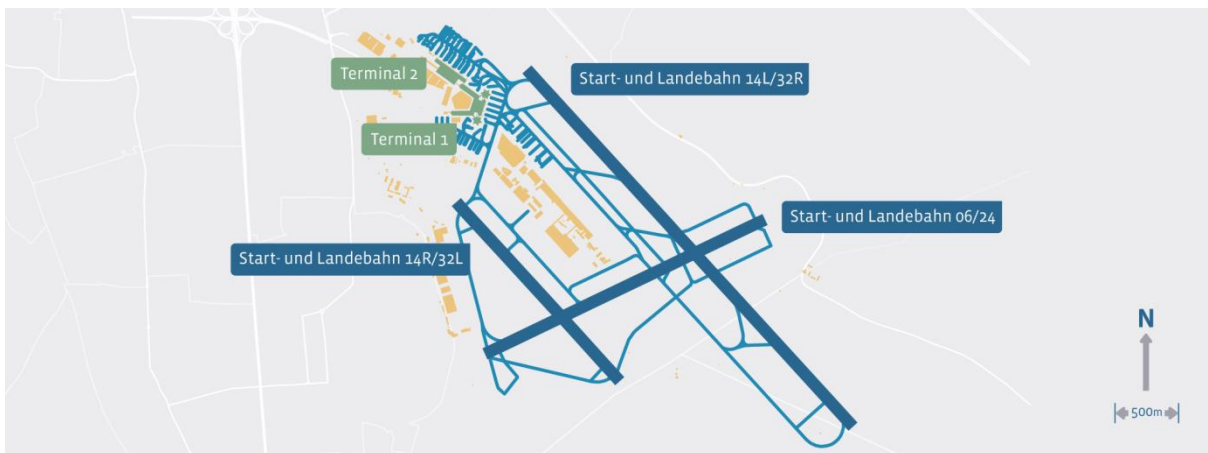 Terminal 2
Start- und Landebahn 14L/32R
Terminal 1
Start- und Landebahn 06/24
Start- und Landebahn 14R/32L
N
500m